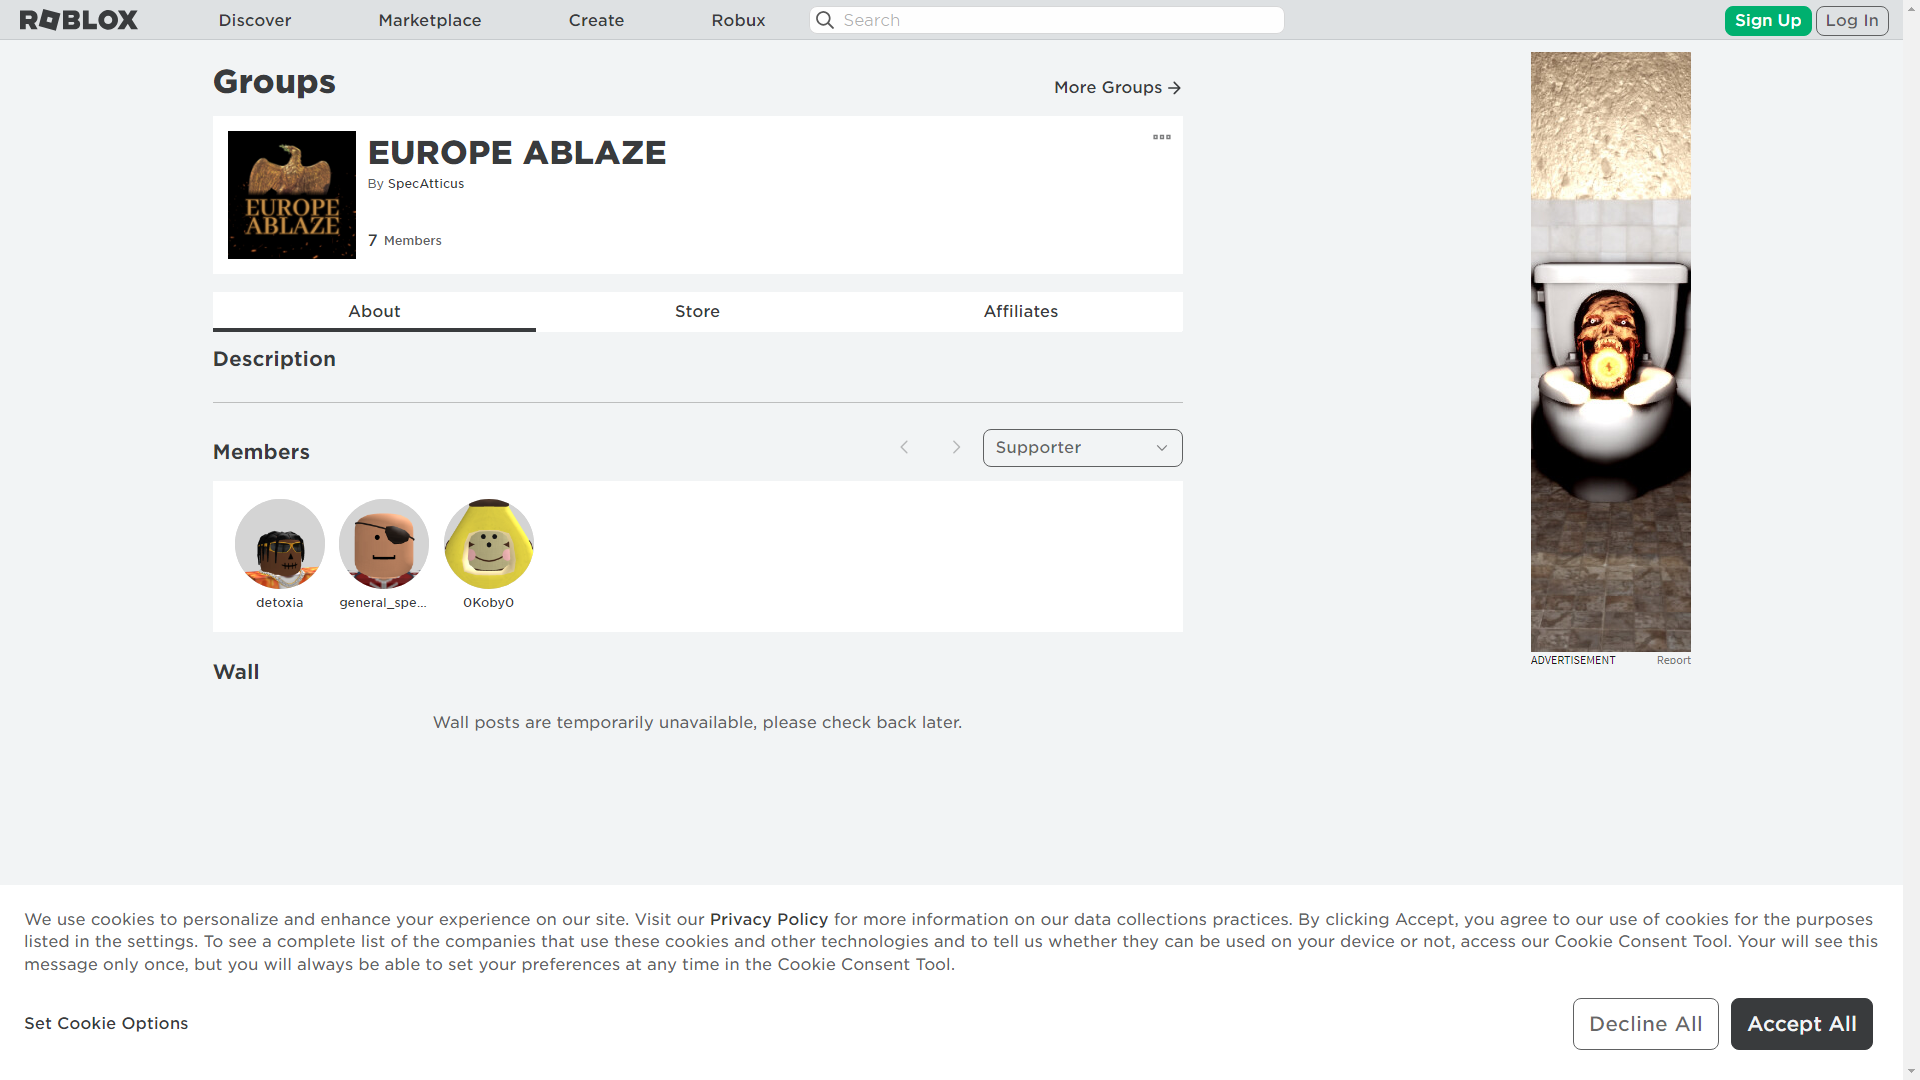 ROBLOX
Discover
Marketplace
Create
Robux
Search
Sign Up
Log In
Groups
More Groups
EUROPE ABLAZE
EUROPE ABLAZE
By SpecAtticus
7 Members
About
Store
Affiliates
Description
Members
Supporter
detoxia
general_spe...
0Koby0
ADVERTISEMENT
Report
Wall
Wall posts are temporarily unavailable, please check back later.
We use cookies to personalize and enhance your experience on our site. Visit our Privacy Policy for more information on our data collections practices. By clicking Accept, you agree to our use of cookies for the purposes
listed in the settings. To see a complete list of the companies that use these cookies and other technologies and to tell us whether they can be used on your device or not, access our Cookie Consent Tool. Your will see this
message only once, but you will always be able to set your preferences at any time in the Cookie Consent Tool.
Set Cookie Options
Decline All
Accept All